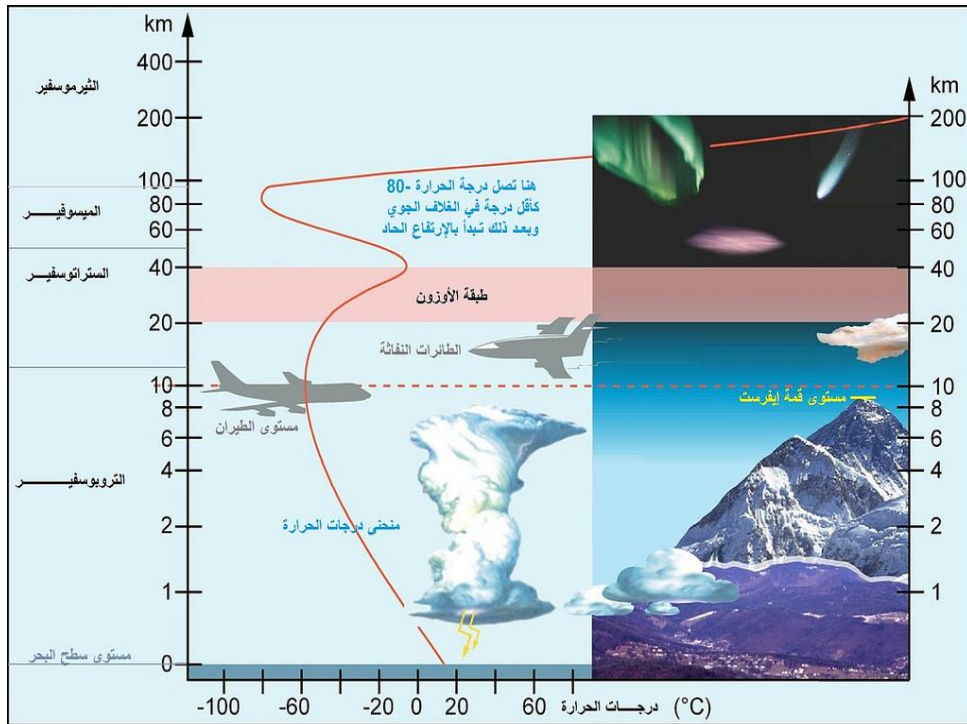 km
400
200
100
80
60
40
20
10
8
6
4
2
1
0
الثيرموسفير
الميسوفيـــر
الستراتوسفيـــر
التروبوسفيـــــــر
مستوى سطح البحر
هنا تصل درجة الحرارة -80
كأقل درجة في الغلاف الجوي
وبعد ذلك تبدأ بالإرتفاع الحاد
طبقة الأوزون
الطائرات النفاثة
مستوى الطيران
منحنى درجات الحرارة
مستوى قمة إيفرست
km
200
100
80
60
40
20
10
8
6
4
2
1
-100
-60
-20
0
20
60
درجـــات الحرارة (°C)